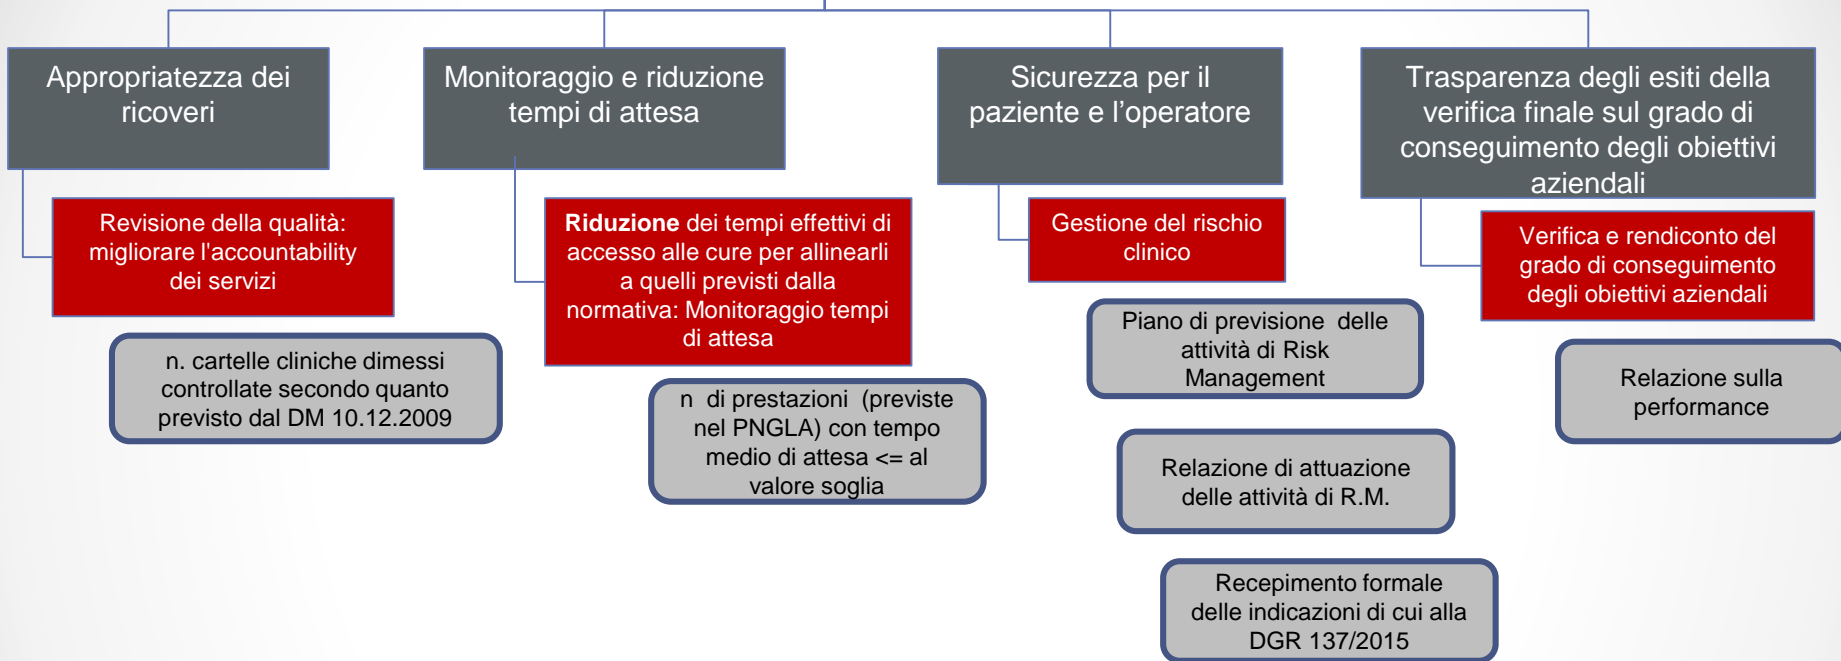 Appropriatezza dei
ricoveri
Revisione della qualità:
migliorare l'accountability
dei servizi
n. cartelle cliniche dimessi
controllate secondo quanto
previsto dal DM 10.12.2009
Monitoraggio e riduzione
tempi di attesa
Riduzione dei tempi effettivi di
accesso alle cure per allinearli
a quelli previsti dalla
normativa: Monitoraggio tempi
di attesa
n di prestazioni (previste
nel PNGLA) con tempo
medio di attesa <= al
valore soglia
Sicurezza per il
paziente e l’operatore
Gestione del rischio
clinico
Piano di previsione delle
attività di Risk
Management
Relazione di attuazione
delle attività di R.M.
Recepimento formale
delle indicazioni di cui alla
DGR 137/2015
Trasparenza degli esiti della
verifica finale sul grado di
conseguimento degli obiettivi
aziendali
Verifica e rendiconto del
grado di conseguimento
degli obiettivi aziendali
Relazione sulla
performance